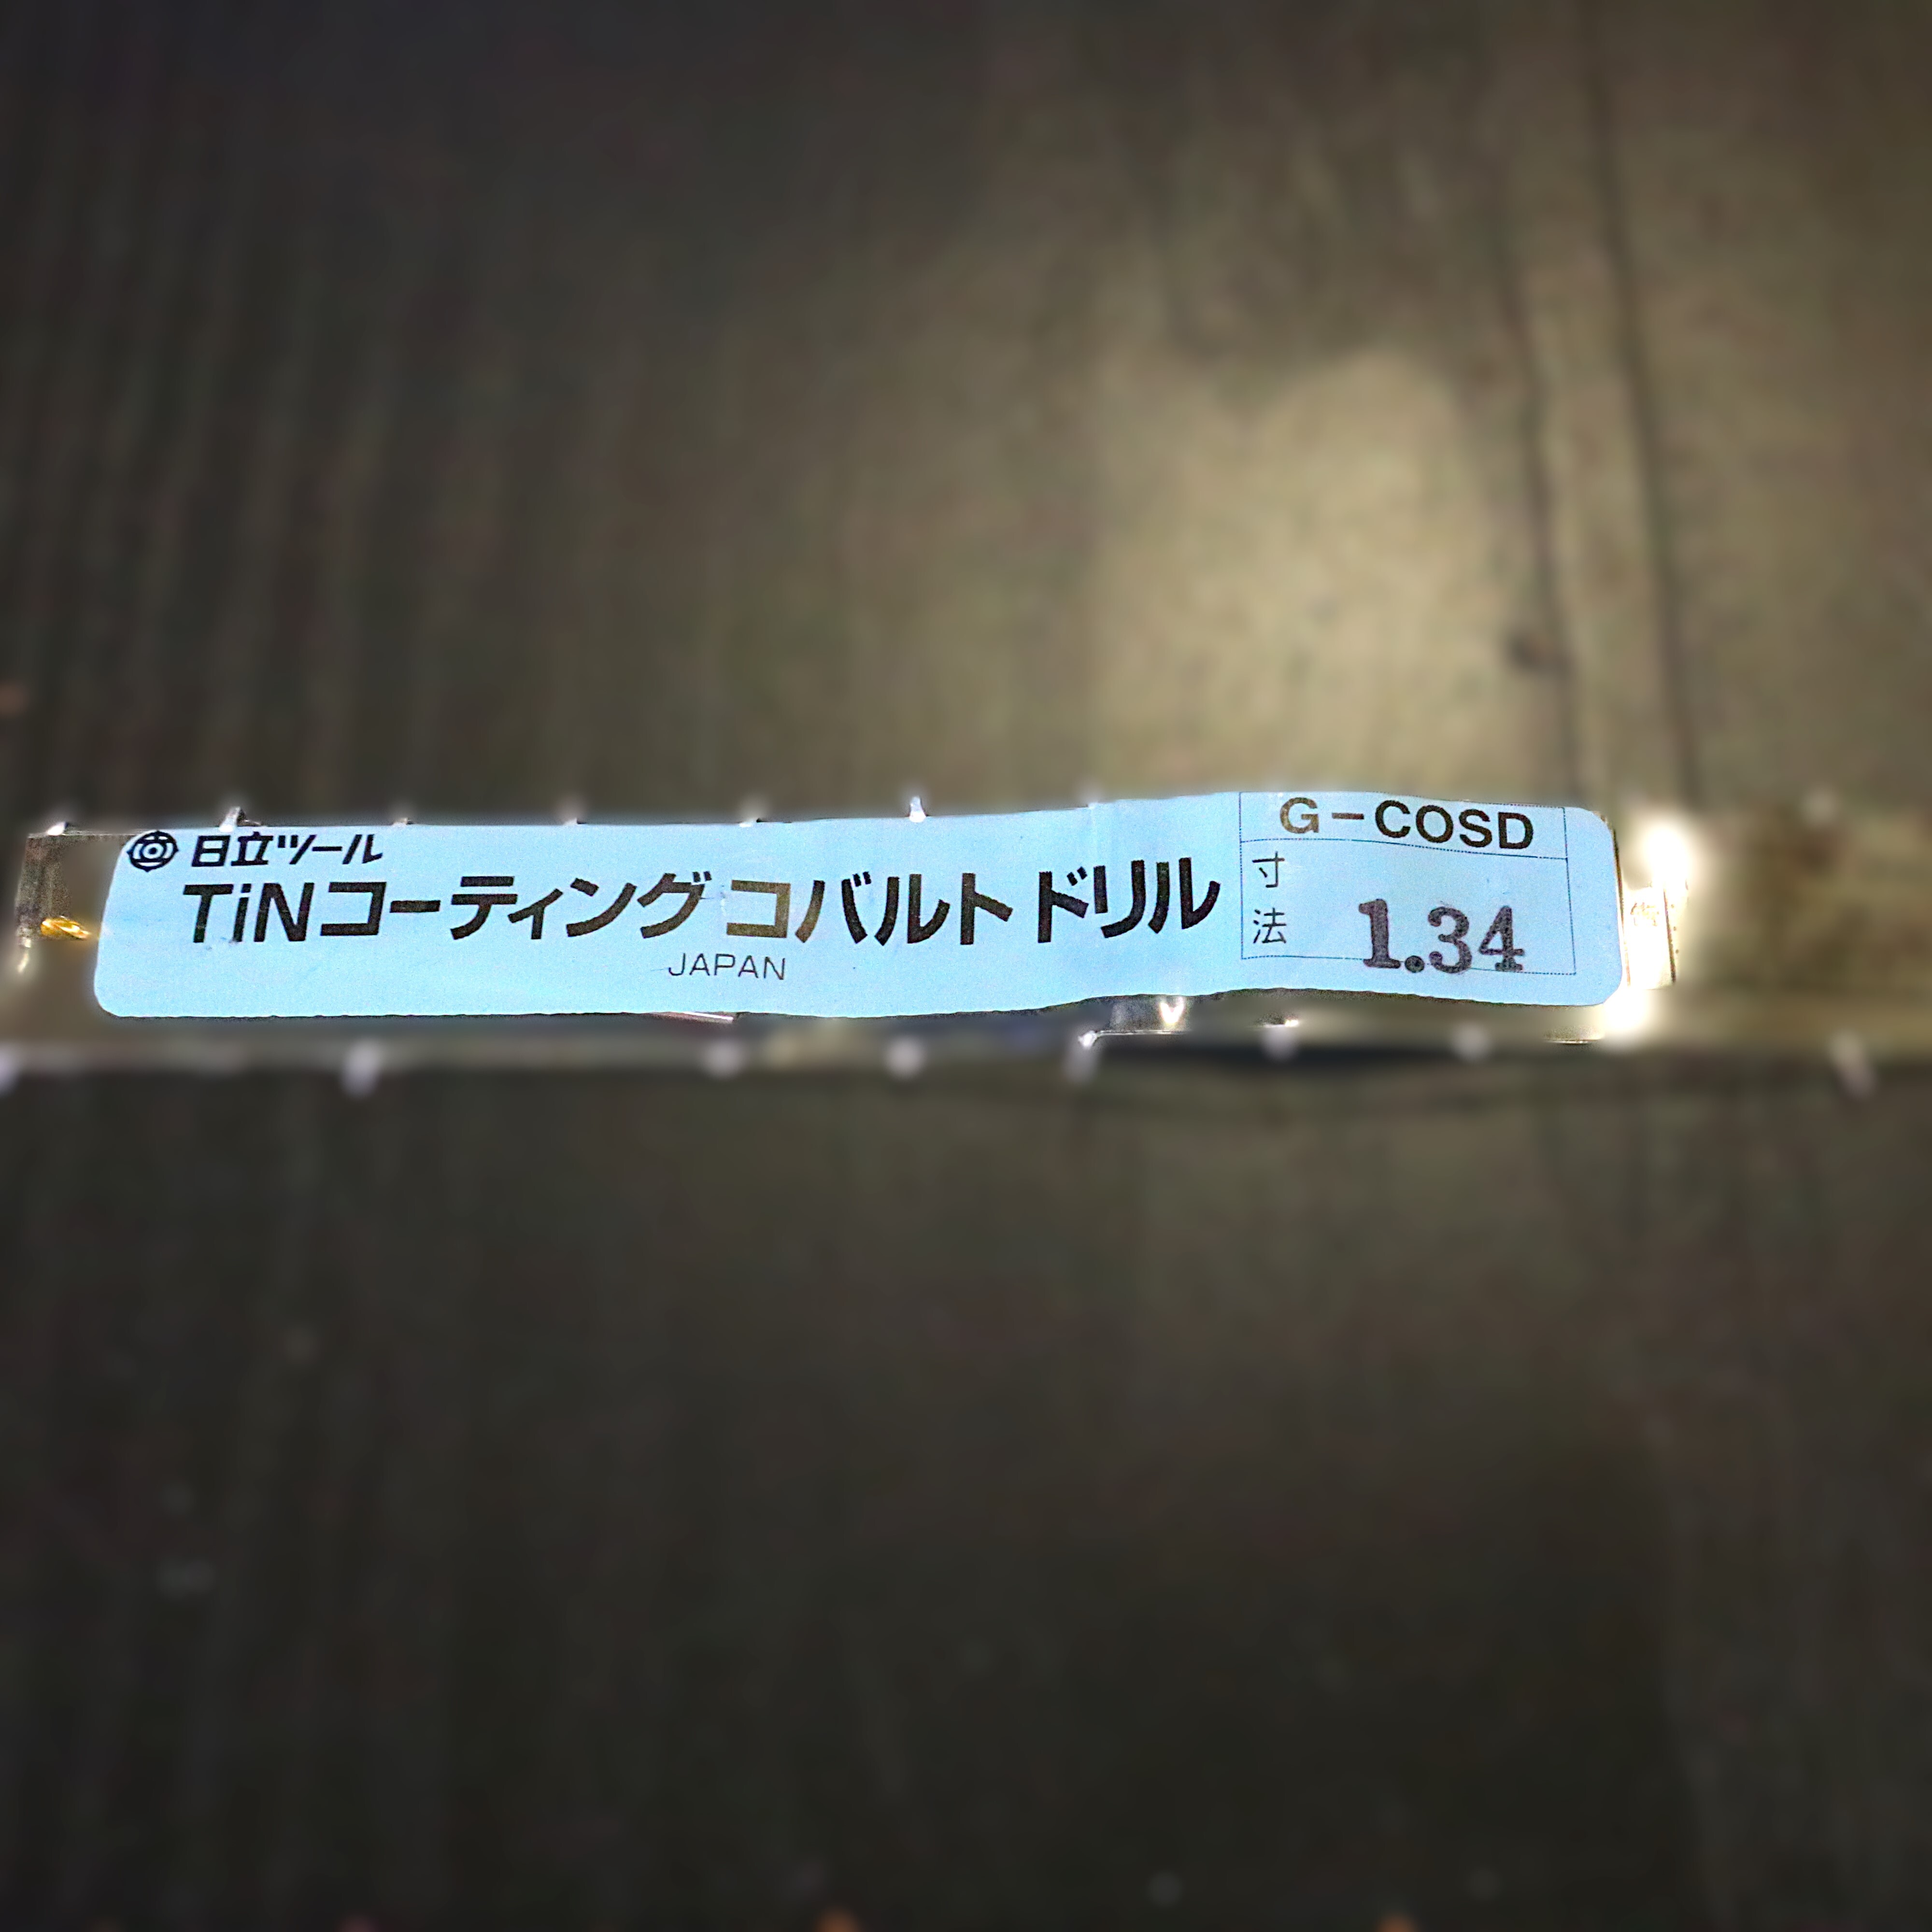 日立ツール
TiNコーティング コバルト ドリル
JAPAN
G-COSD
寸法
1.34